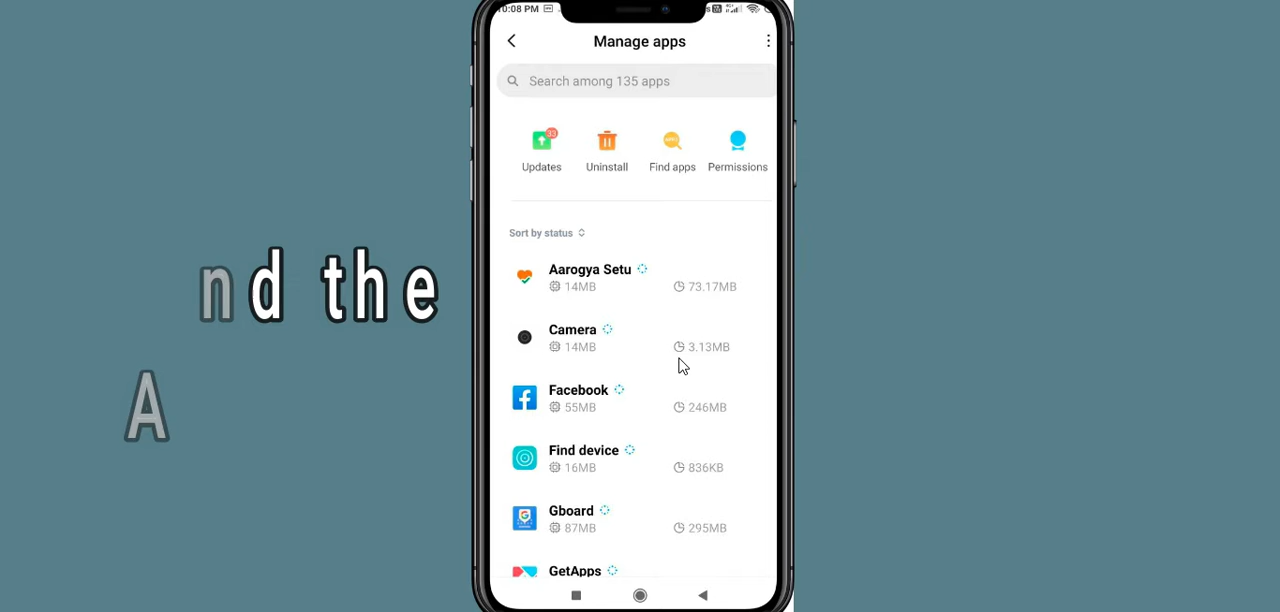 10:08 PM
Manage apps
Search among 135 apps
33
Updates
Uninstall
Find apps
Permissions
Sort by status
Aarogya Setu
14MB
73.17MB
Camera
14MB
3.13MB
Facebook
55MB
246MB
Find device
16MB
836KB
Gboard
87MB
295MB
GetApps
nd the
A